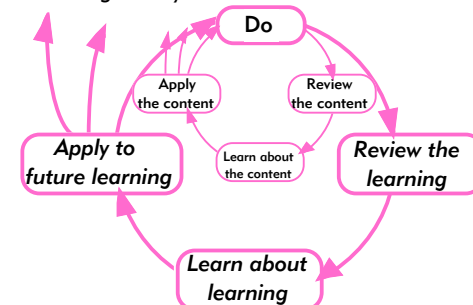 Do
Apply
the content
Review
the content
Learn about
the content
Apply to
future learning
Review the
learning
Learn about
learning